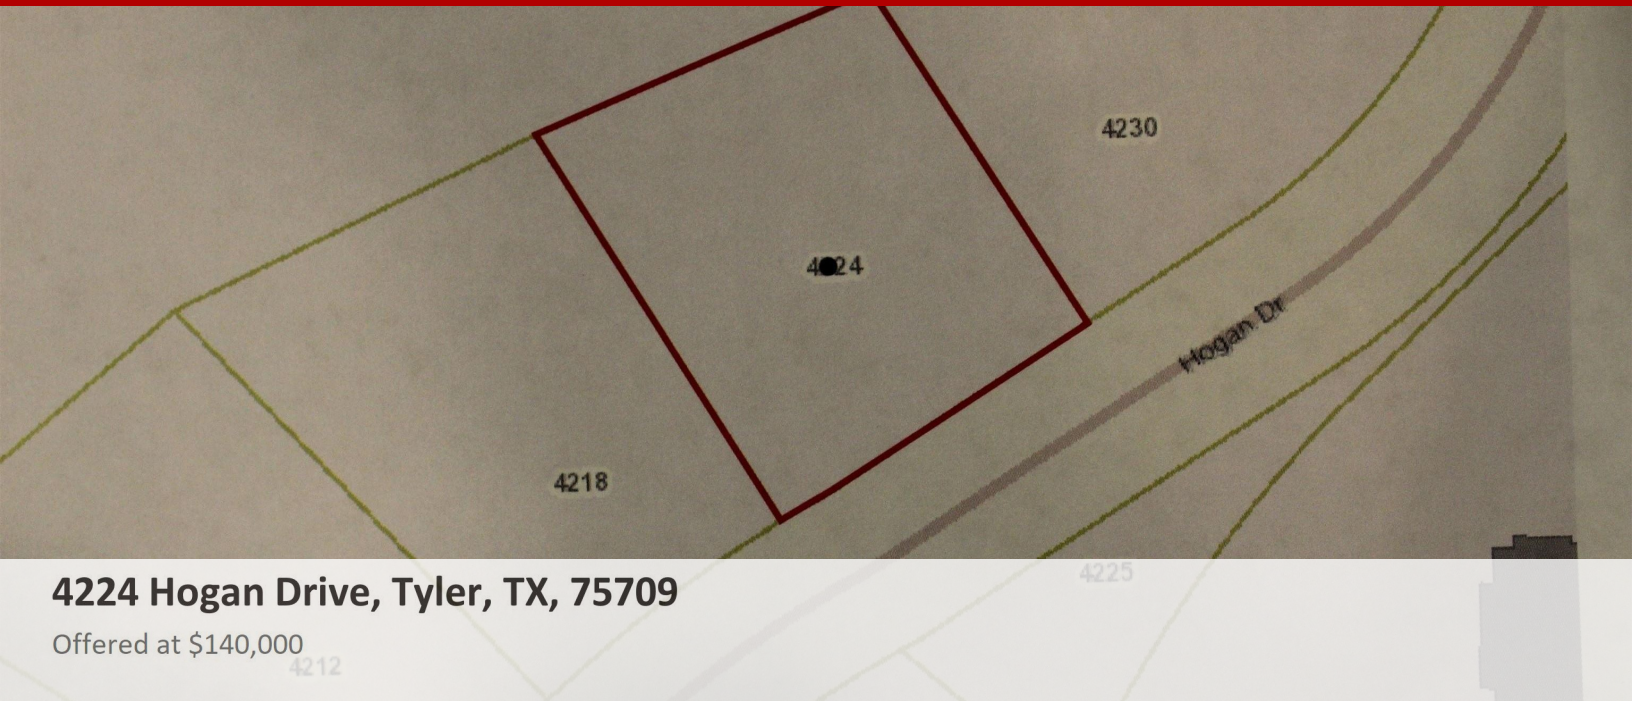 4230
4224
Hogan Dr
4218
4225
4224 Hogan Drive, Tyler, TX, 75709
Offered at $140,000
4212